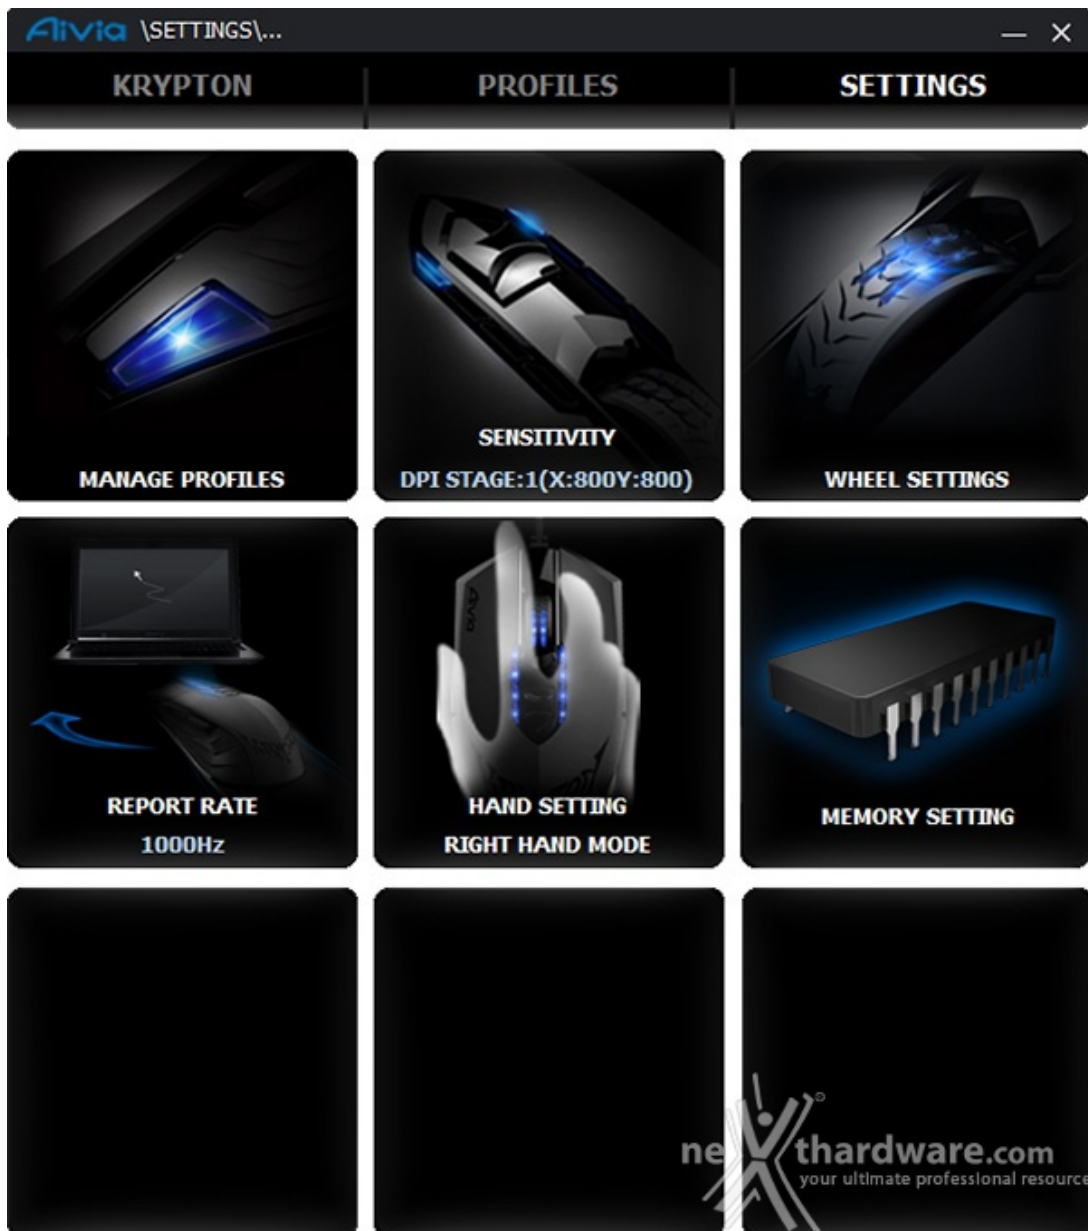 Aivia \SETTINGS\...
KRYPTON PROFILES SETTINGS
MANAGE PROFILES
SENSITIVITY
DPI STAGE:1(X:800Y:800)
WHEEL SETTINGS
REPORT RATE
1000Hz
Aivia
HAND SETTING
RIGHT HAND MODE
MEMORY SETTING
nexthardware.com
your ultimate professional resource